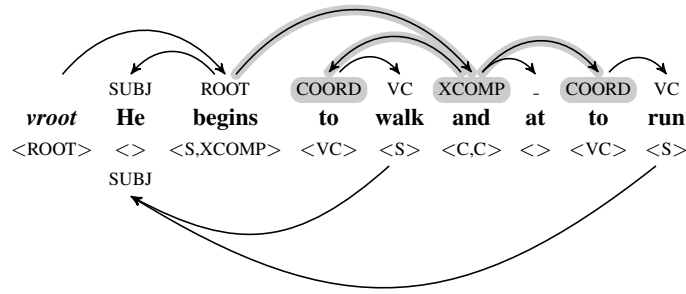 SUBJ ROOT COORD VC XCOMP - COORD VC
vroot He begins to walk and at to run
<ROOT> <> <S,XCOMP> <VC> <S> <C,C> <> <VC> <S>
SUBJ